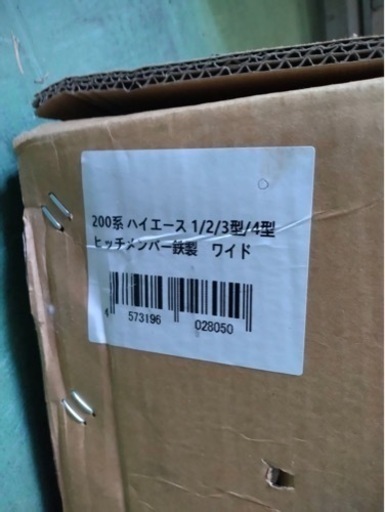 200系 ハイエース 1/2/3型/4型
ヒッチメンバー鉄製　ワイド
4 573196 028050